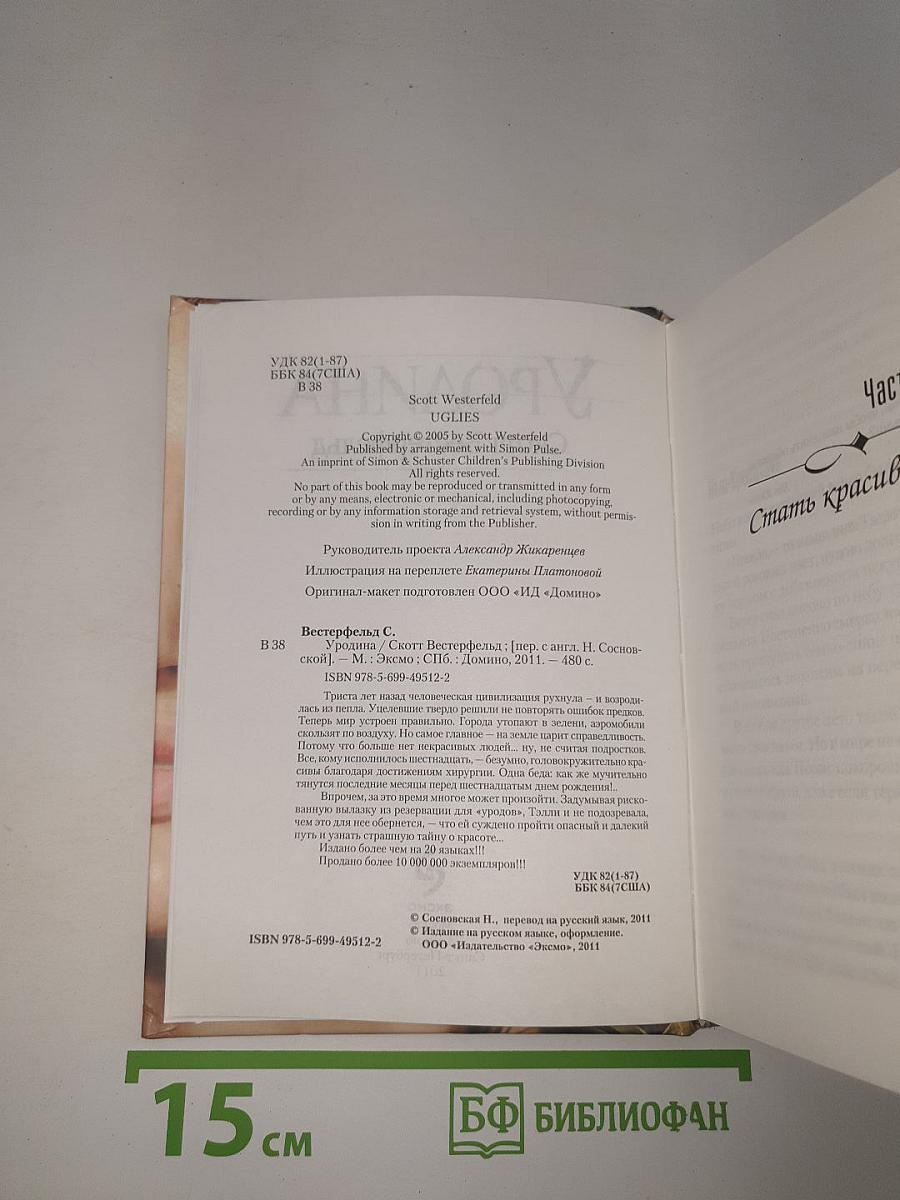 УДК 82(1-87)
ББК 84(7США)
В 38
Scott Westerfeld
UGLIES
Copyright © 2005 by Scott Westerfeld
Published by arrangement with Simon Pulse.
An imprint of Simon & Schuster Children's Publishing Division
All rights reserved.
No part of this book may be reproduced or transmitted in any form
or by any means, electronic or mechanical, including photocopying,
recording or by any information storage and retrieval system, without permis-
sion in writing from the Publisher.
Руководитель проекта Александр Жикаренцев
Иллюстрация на переплете Екатерины Платоновой
Оригинал-макет подготовлен ООО «ИД «Домино»
Вестерфельд С.
В 38 Уродина / Скотт Вестерфельд ; [пер. с англ. Н. Соснов-
ской]. — М. : Эксмо ; СПб. : Домино, 2011. — 480 с.
ISBN 978-5-699-49512-2
Триста лет назад человеческая цивилизация рухнула – и возроди-
лась из пепла. Уцелевшие твердо решили не повторять ошибок предков.
Теперь мир устроен правильно. Города утопают в зелени, аэромобили
скользят по воздуху. Но самое главное — на земле царит справедливость.
Потому что больше нет некрасивых людей... ну, не считая подростков.
Все, кому исполнилось шестнадцать, — безумно, головокружительно кра-
сивы благодаря достижениям хирургии. Одна беда: как же мучительно
тянутся последние месяцы перед шестнадцатым днем рождения!..
Впрочем, за это время многое может произойти. Задумывая риско-
ванную вылазку из резервации для «уродов», Тэлли и не подозревала,
чем это для нее обернется, — что ей суждено пройти опасный и далекий
путь и узнать страшную тайну о красоте...
Издано более чем на 20 языках!!!
Продано более 10 000 000 экземпляров!!!
УДК 82(1-87)
ББК 84(7США)
© Сосновская Н., перевод на русский язык, 2011
© Издание на русском языке, оформление.
ООО «Издательство «Эксмо», 2011
ISBN 978-5-699-49512-2
Част
Стать красив
15 см
БФ БИБЛИОФАН